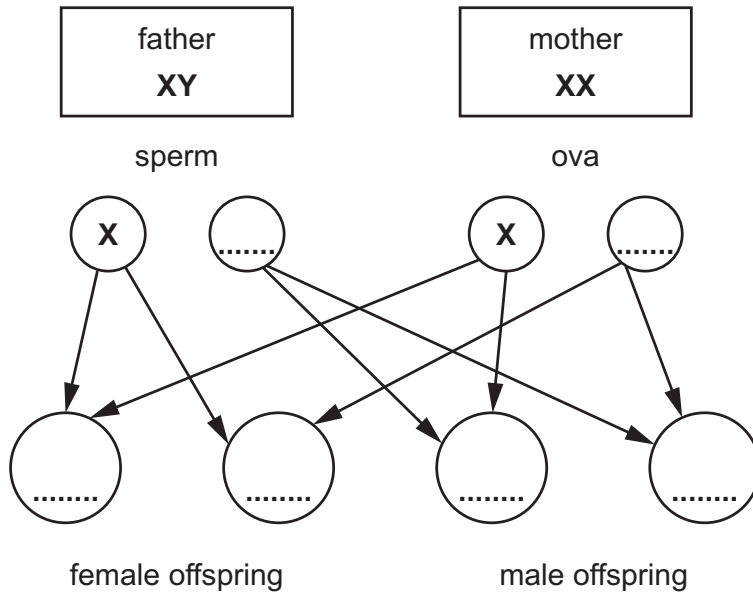 father mother
XY XX
sperm ova
X ....... X .......
........ ........ ........ ........
female offspring male offspring